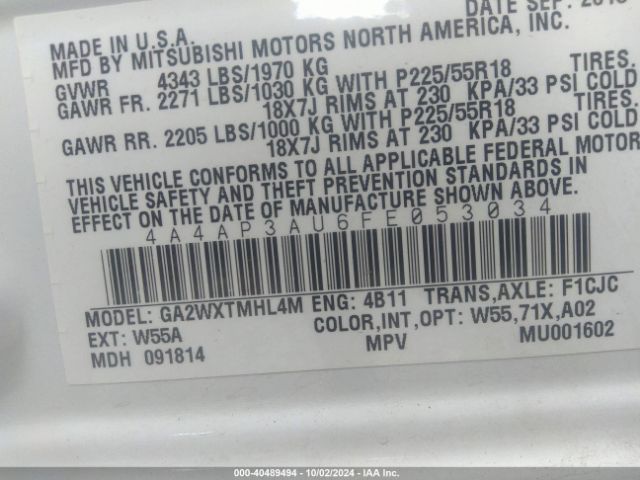 MADE IN U.S.A. DATE SEP.
MFD BY MITSUBISHI MOTORS NORTH AMERICA, INC.
GVWR 4343 LBS/1970 KG
GAWR FR. 2271 LBS/1030 KG WITH P225/55R18 TIRES.
18X7J RIMS AT 230 KPA/33 PSI COLD
GAWR RR. 2205 LBS/1000 KG WITH P225/55R18 TIRES.
18X7J RIMS AT 230 KPA/33 PSI COLD
THIS VEHICLE CONFORMS TO ALL APPLICABLE FEDERAL MOTOR
VEHICLE SAFETY AND THEFT PREVENTION STANDARDS IN
EFFECT ON THE DATE OF MANUFACTURE SHOWN ABOVE.
4A4AP3AU6FE053034
MODEL: GA2WXTMHL4M ENG: 4B11 TRANS,AXLE: F1CJC
EXT: W55A COLOR,INT,OPT: W55,71X,A02
MDH 091814 MPV MU001602
000-40489494 - 10/02/2024 - IAAI.com